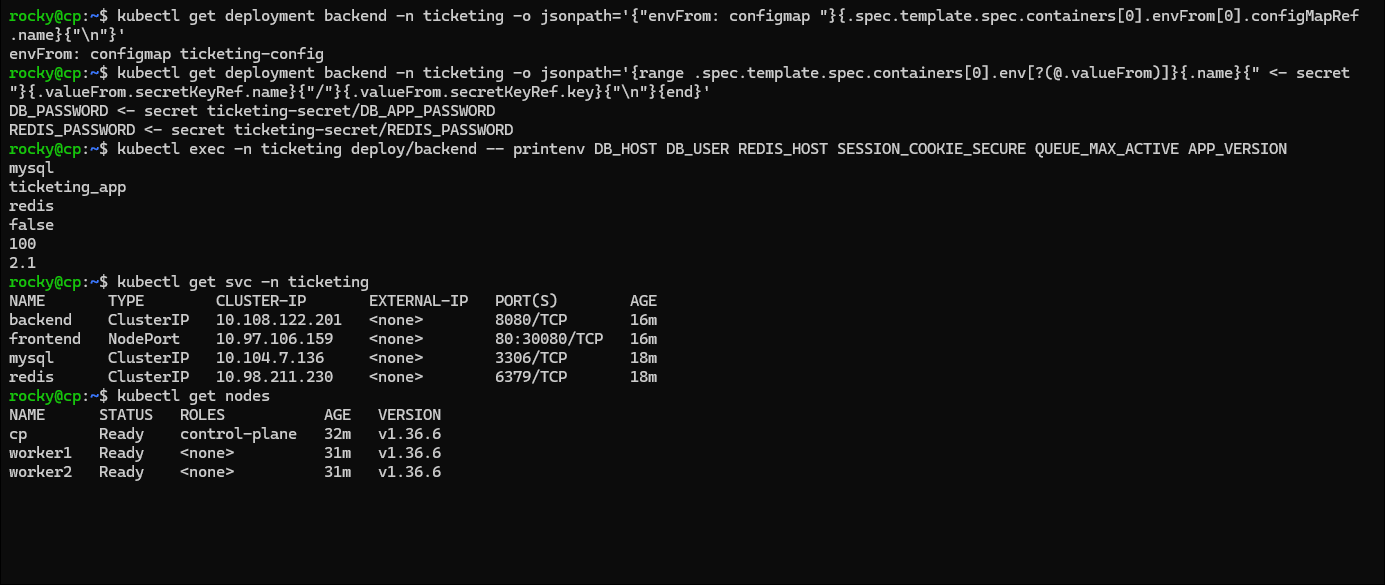 rocky@cp:~$ kubectl get deployment backend -n ticketing -o jsonpath='{"envFrom: configmap "}{.spec.template.spec.containers[0].envFrom[0].configMapRef
.name}{"\n"}'
envFrom: configmap ticketing-config
rocky@cp:~$ kubectl get deployment backend -n ticketing -o jsonpath='{range .spec.template.spec.containers[0].env[?(@.valueFrom)]}{.name}{" <- secret
"}{.valueFrom.secretKeyRef.name}{"/"}{.valueFrom.secretKeyRef.key}{"\n"}{end}'
DB_PASSWORD <- secret ticketing-secret/DB_APP_PASSWORD
REDIS_PASSWORD <- secret ticketing-secret/REDIS_PASSWORD
rocky@cp:~$ kubectl exec -n ticketing deploy/backend -- printenv DB_HOST DB_USER REDIS_HOST SESSION_COOKIE_SECURE QUEUE_MAX_ACTIVE APP_VERSION
mysql
ticketing_app
redis
false
100
2.1
rocky@cp:~$ kubectl get svc -n ticketing
NAME       TYPE        CLUSTER-IP       EXTERNAL-IP   PORT(S)        AGE
backend    ClusterIP   10.108.122.201   <none>        8080/TCP       16m
frontend   NodePort    10.97.106.159    <none>        80:30080/TCP   16m
mysql      ClusterIP   10.104.7.136     <none>        3306/TCP       18m
redis      ClusterIP   10.98.211.230    <none>        6379/TCP       18m
rocky@cp:~$ kubectl get nodes
NAME      STATUS   ROLES           AGE   VERSION
cp        Ready    control-plane   32m   v1.36.6
worker1   Ready    <none>          31m   v1.36.6
worker2   Ready    <none>          31m   v1.36.6